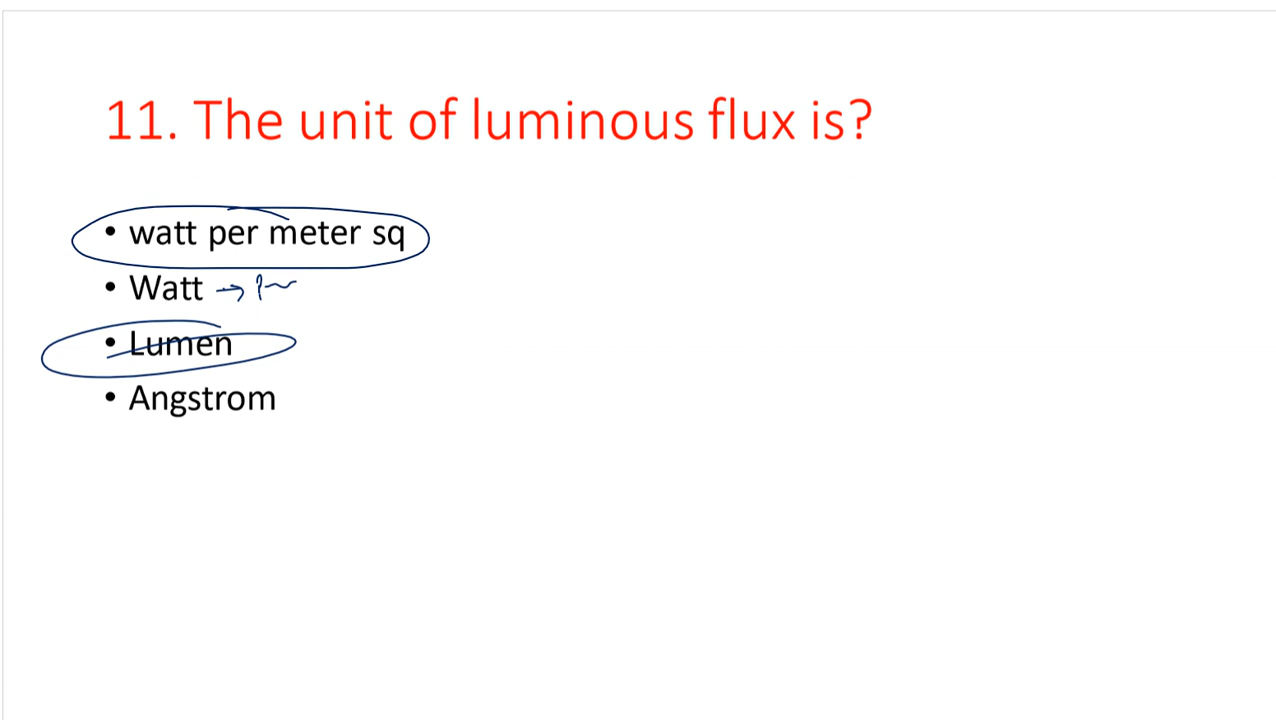 11. The unit of luminous flux is?
• watt per meter sq
• Watt →
• Lumen
• Angstrom